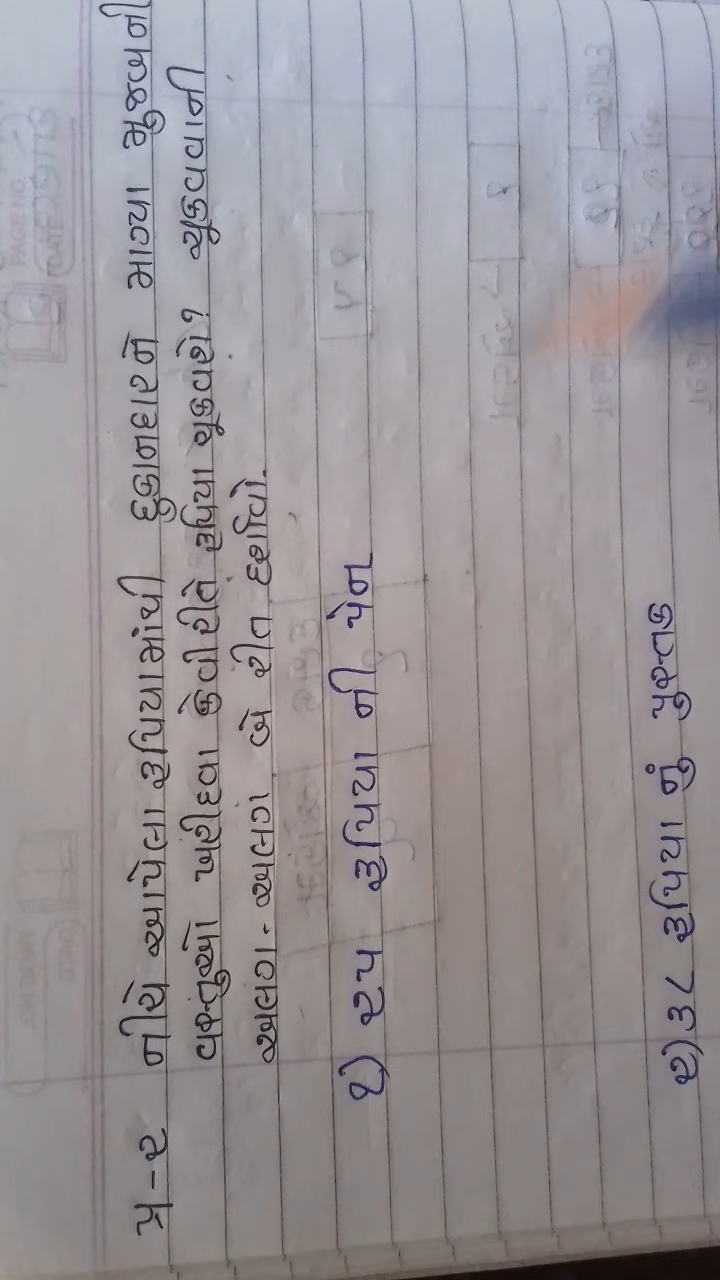 પ્ર-૨ નીચે આપેલા રૂપિયામાંથી દુકાનદારને માગ્યા મુજબની
વસ્તુઓ ખરીદવા કેવી રીતે રૂપિયા ચૂકવશો? ચૂકવવાની
અલગ-અલગ બે રીત દર્શાવો.
૧) ૨૫ રૂપિયા ની પેન
૨) ૩૮ રૂપિયા નું પુસ્તક